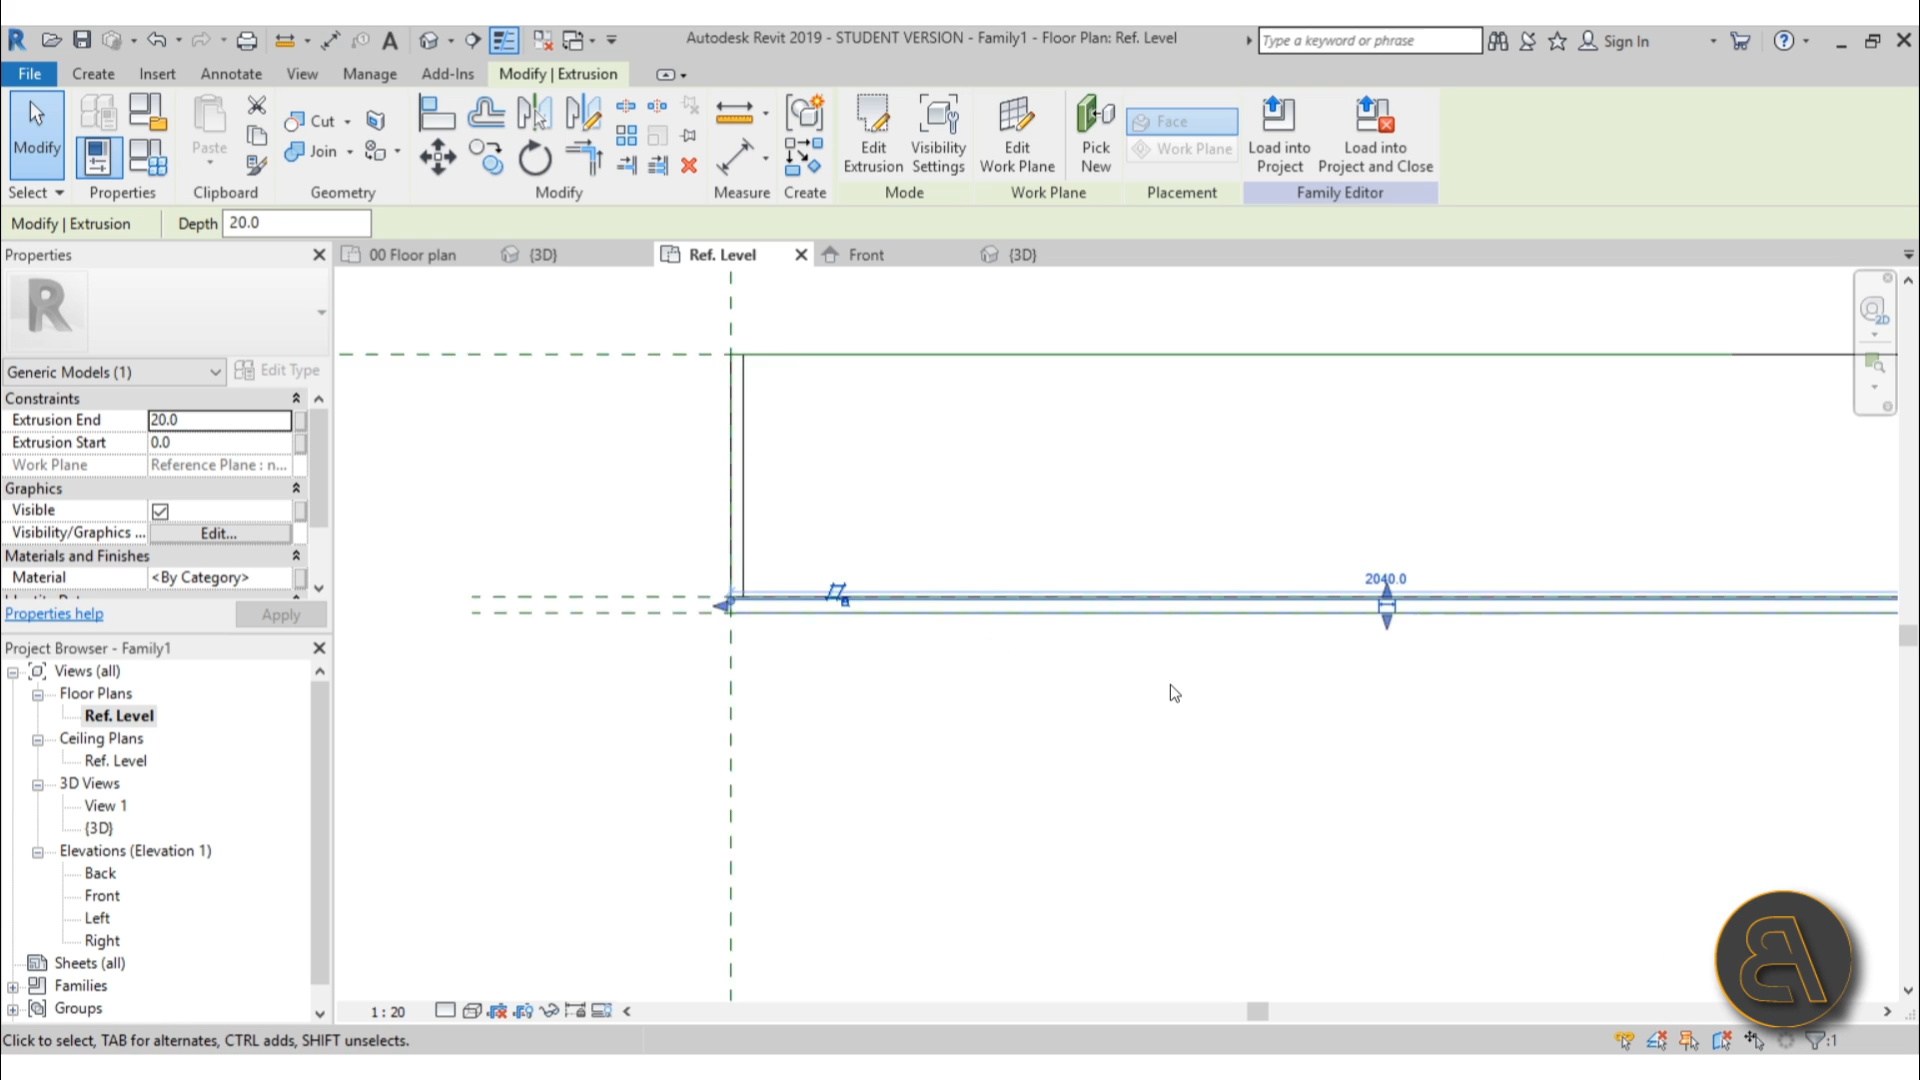 Autodesk Revit 2019 - STUDENT VERSION - Family1 - Floor Plan: Ref. Level
Type a keyword or phrase
Sign In
File
Create
Insert
Annotate
View
Manage
Add-Ins
Modify | Extrusion
Modify
Paste
Cut
Join
Edit
Extrusion
Visibility
Settings
Edit
Work Plane
Pick
New
Face
Work Plane
Load into
Project
Load into
Project and Close
Select
Properties
Clipboard
Geometry
Modify
Measure
Create
Mode
Work Plane
Placement
Family Editor
Modify | Extrusion
Depth
20.0
Properties
00 Floor plan
{3D}
Ref. Level
Front
{3D}
Generic Models (1)
Edit Type
Constraints
Extrusion End
20.0
Extrusion Start
0.0
Work Plane
Reference Plane : n...
Graphics
Visible
Visibility/Graphics ...
Edit...
Materials and Finishes
Material
<By Category>
Properties help
Apply
2040.0
2D
Project Browser - Family1
Views (all)
Floor Plans
Ref. Level
Ceiling Plans
Ref. Level
3D Views
View 1
{3D}
Elevations (Elevation 1)
Back
Front
Left
Right
Sheets (all)
Families
Groups
1 : 20
Click to select, TAB for alternates, CTRL adds, SHIFT unselects.
:1